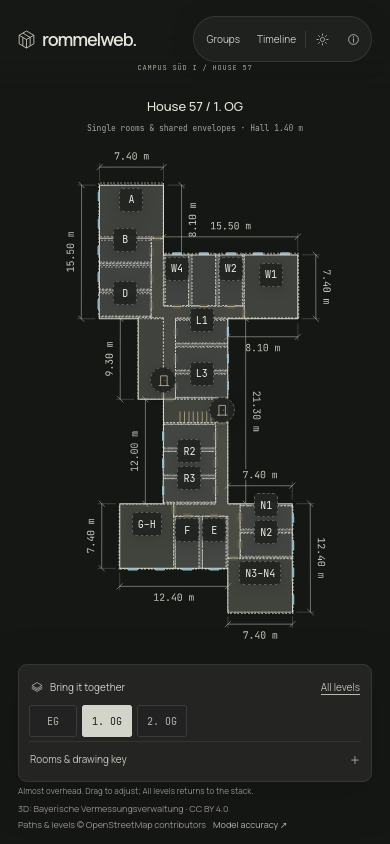 rommelweb.
Groups Timeline
CAMPUS SÜD I / HOUSE 57
House 57 / 1. OG
Single rooms & shared envelopes · Hall 1.40 m
7.40 m
A
8.10 m
15.50 m
B
15.50 m
W4
W2
W1
7.40 m
D
L1
8.10 m
9.30 m
L3
21.30 m
12.00 m
R2
7.40 m
R3
N1
G–H
F
E
N2
7.40 m
12.40 m
N3–N4
12.40 m
7.40 m
Bring it together All levels
EG 1. OG 2. OG
Rooms & drawing key +
Almost overhead. Drag to adjust; All levels returns to the stack.
3D: Bayerische Vermessungsverwaltung · CC BY 4.0
Paths & levels © OpenStreetMap contributors Model accuracy ↗